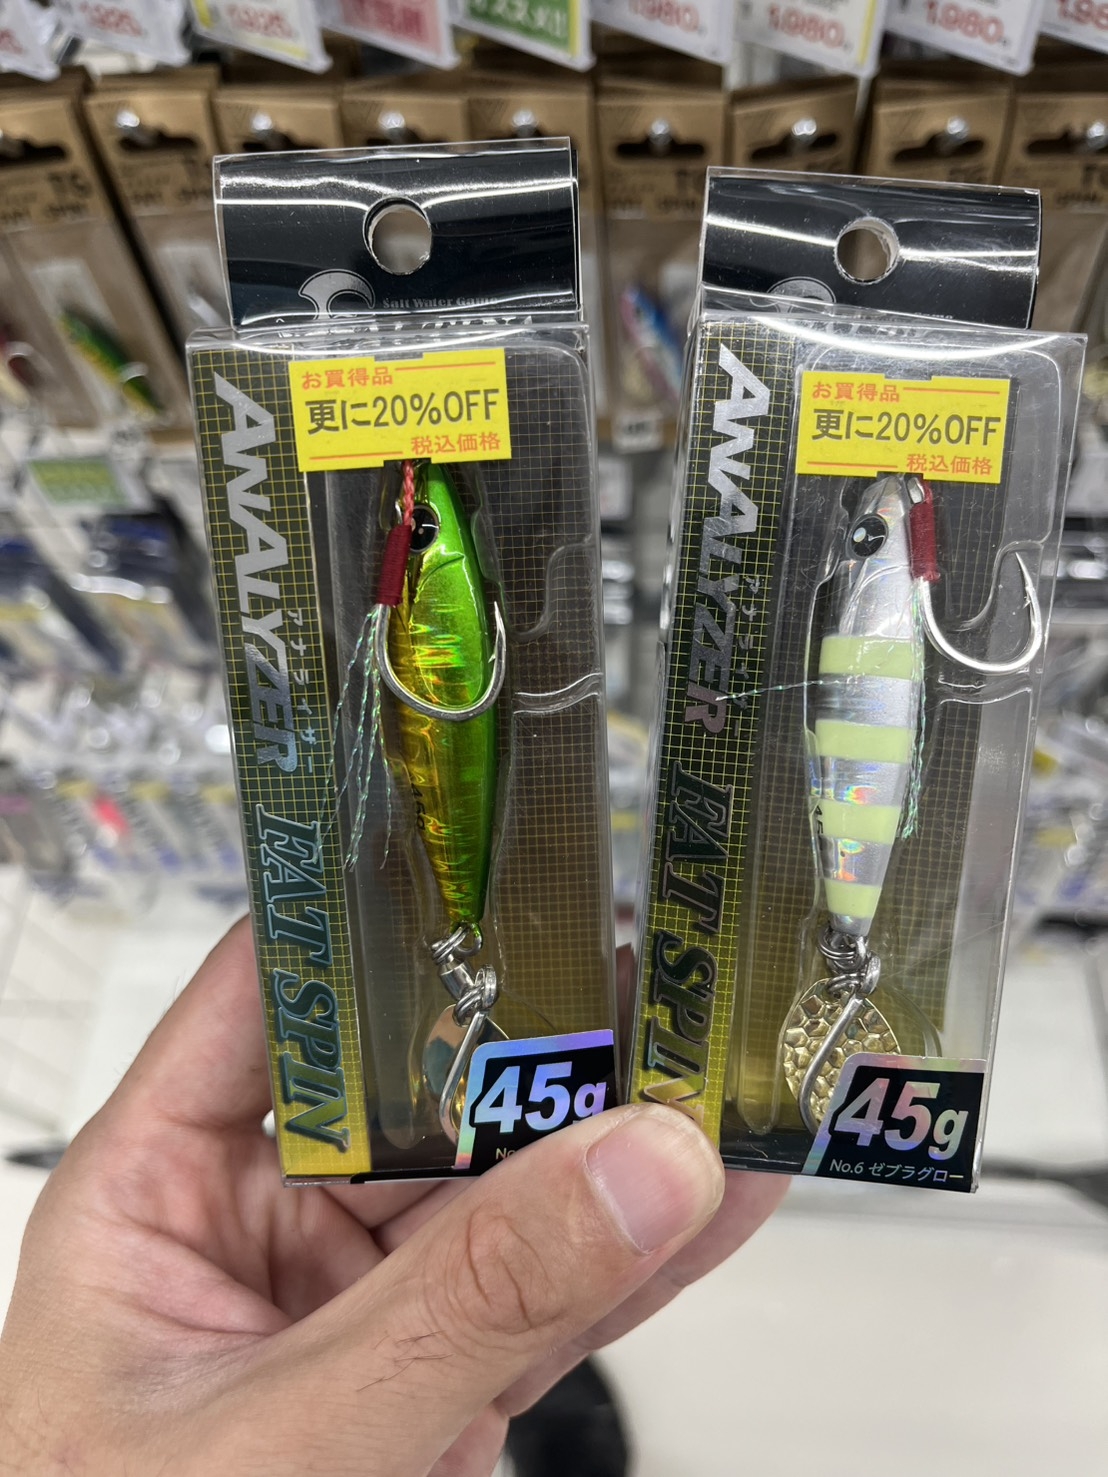 1.980
1.980
1.980
Salt Water Game
お買得品
更に20%OFF
税込価格
ANALYZER
アナライザー
FAT SPIN
45g
No.
お買得品
更に20%OFF
税込価格
ANALYZER
アナライザー
FAT SPIN
45g
No.6 ゼブラグロー